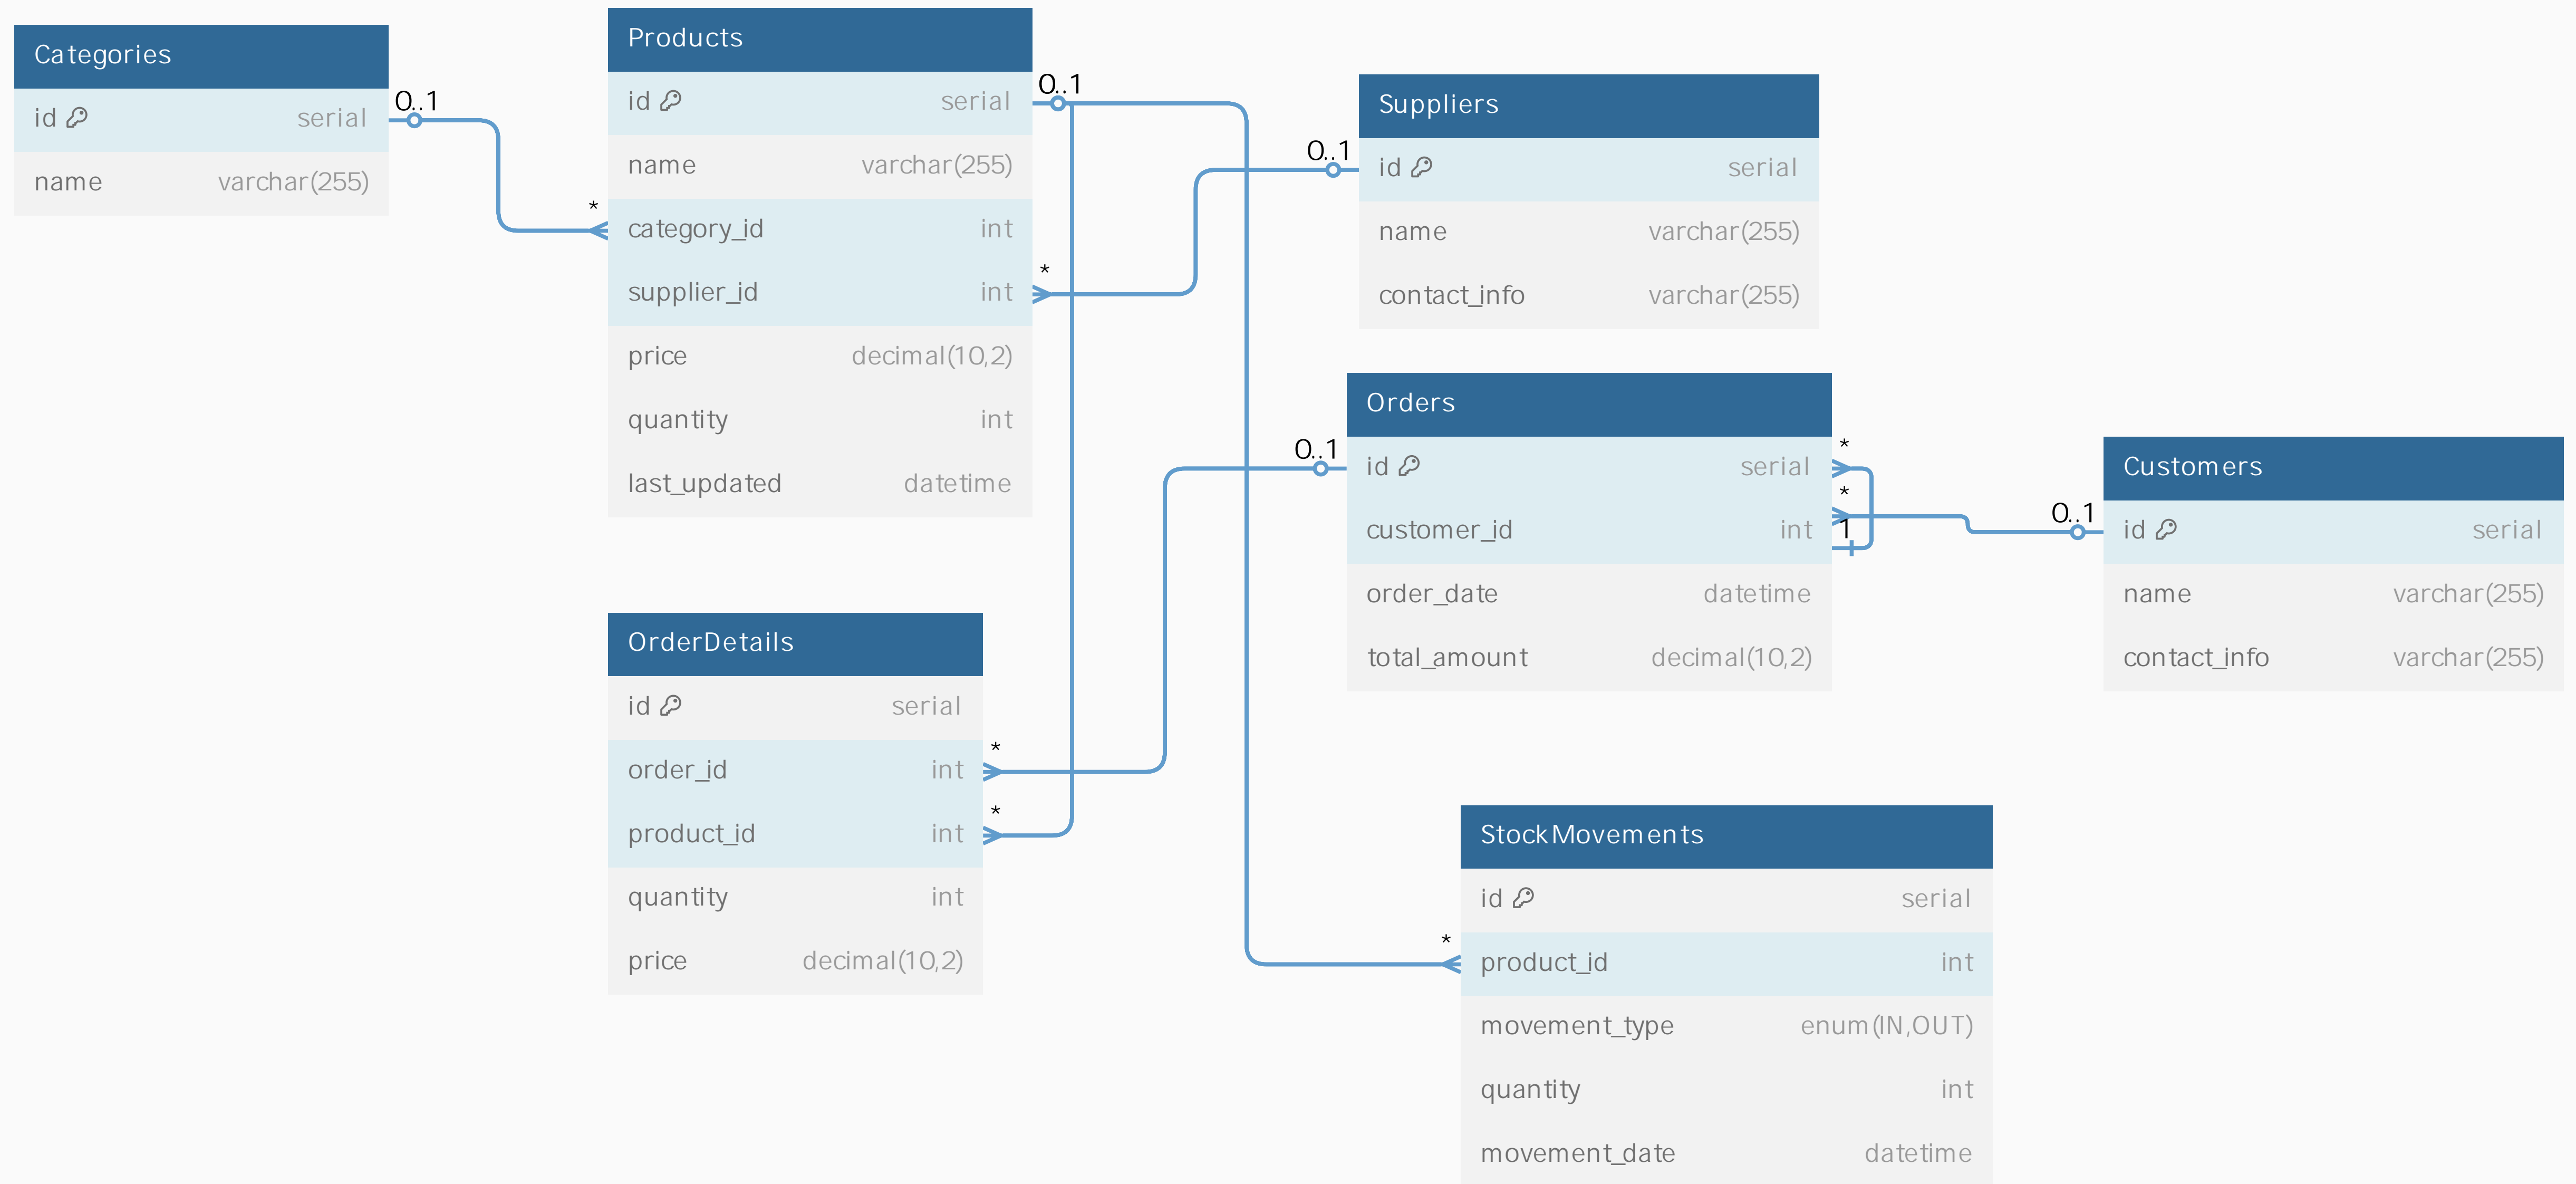 Categories
id serial
name varchar(255)
0..1
*
Products
id serial
name varchar(255)
category_id int
supplier_id int
price decimal(10,2)
quantity int
last_updated datetime
0..1
*
0..1
Suppliers
id serial
name varchar(255)
contact_info varchar(255)
0..1
Orders
id serial
customer_id int
order_date datetime
total_amount decimal(10,2)
*
*
1
0..1
Customers
id serial
name varchar(255)
contact_info varchar(255)
OrderDetails
id serial
order_id int
product_id int
quantity int
price decimal(10,2)
*
*
*
StockMovements
id serial
product_id int
movement_type enum(IN,OUT)
quantity int
movement_date datetime